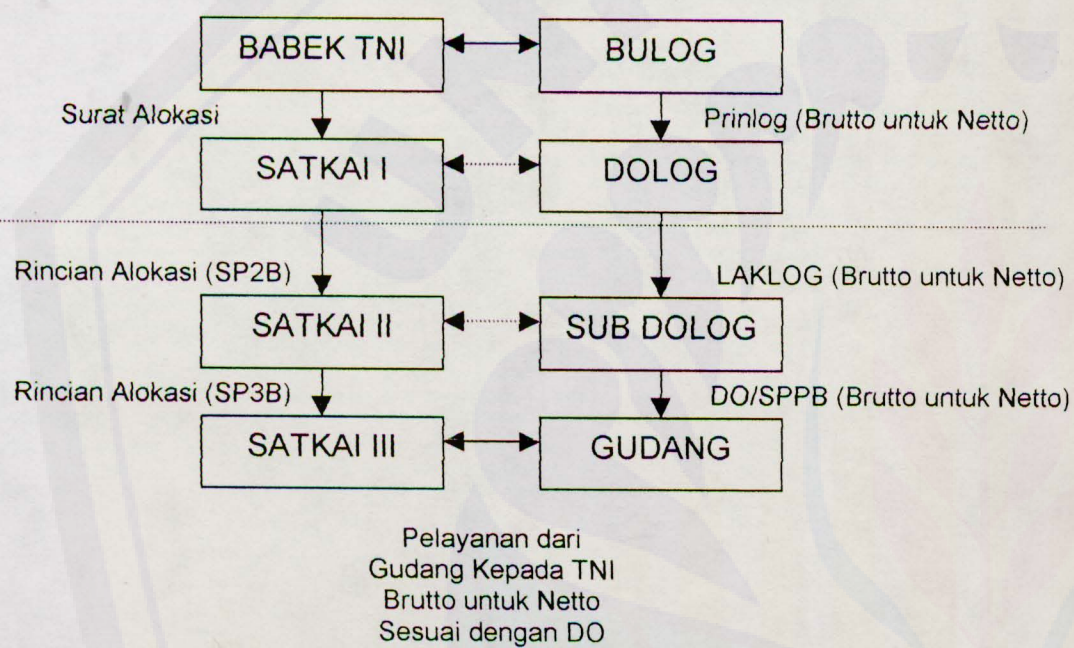 BABEK TNI BULOG
Surat Alokasi Prinlog (Brutto untuk Netto)
SATKAI I DOLOG
Rincian Alokasi (SP2B) LAKLOG (Brutto untuk Netto)
SATKAI II SUB DOLOG
Rincian Alokasi (SP3B) DO/SPPB (Brutto untuk Netto)
SATKAI III GUDANG
Pelayanan dari
Gudang Kepada TNI
Brutto untuk Netto
Sesuai dengan DO